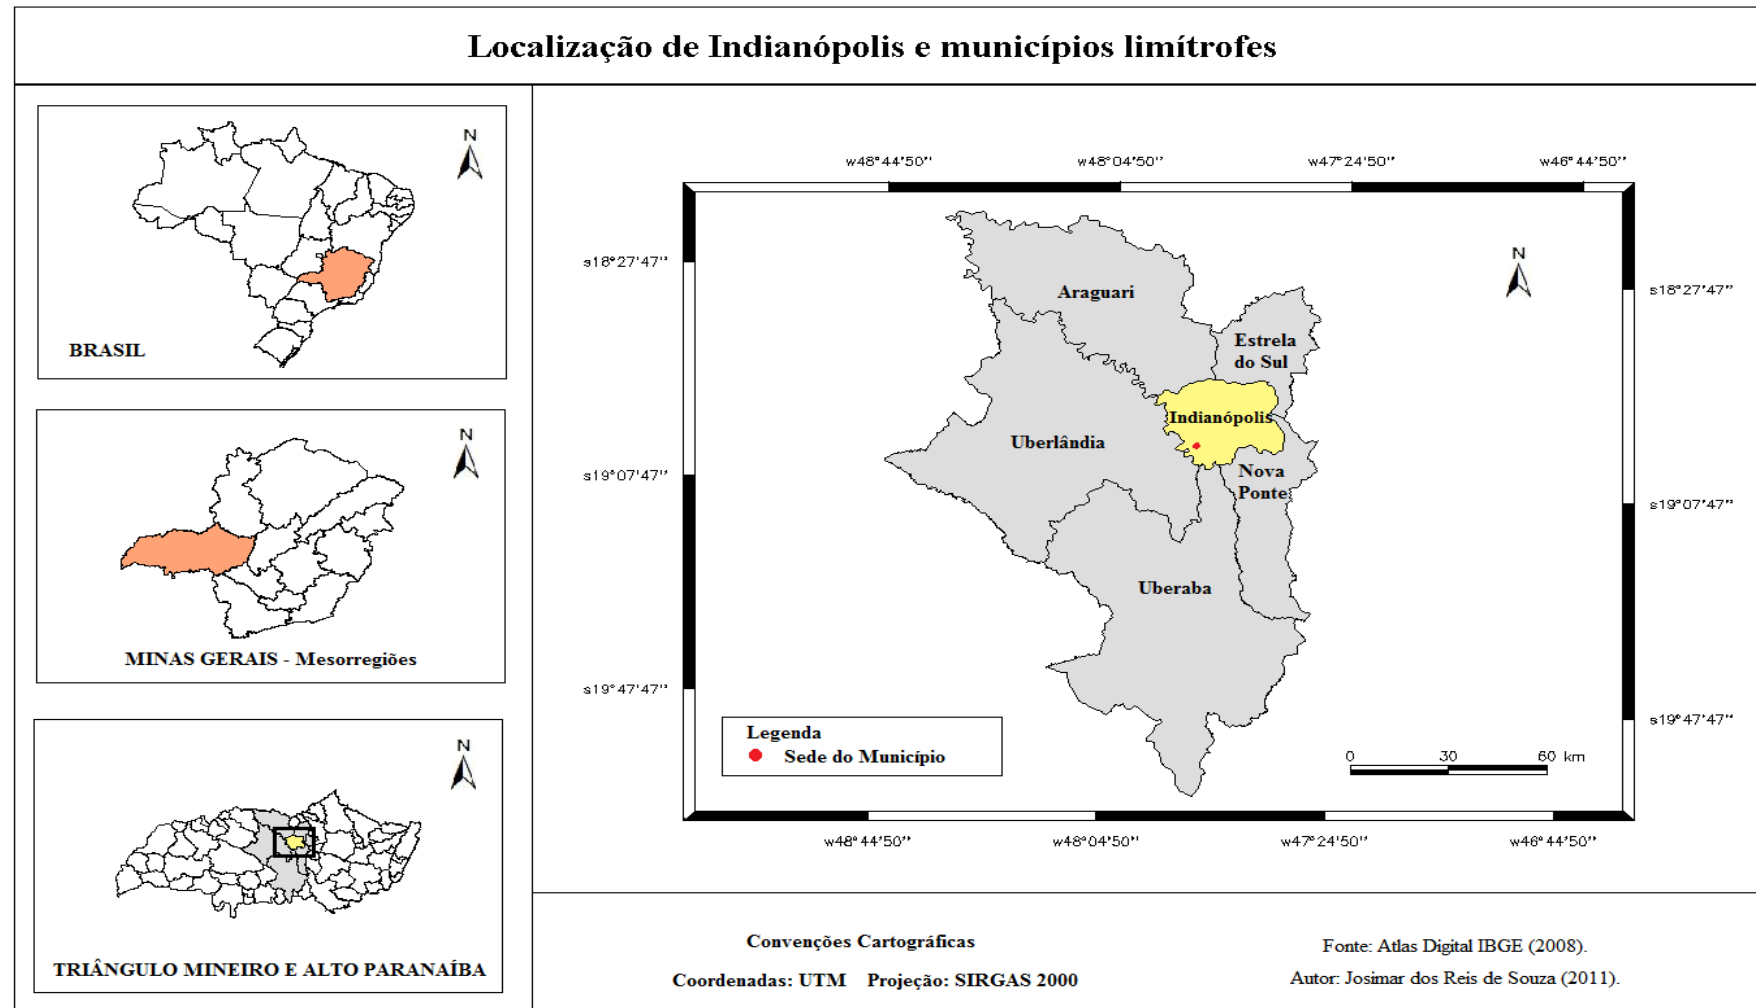 Localização de Indianópolis e municípios limítrofes
N
BRASIL
N
MINAS GERAIS - Mesorregiões
N
TRIÂNGULO MINEIRO E ALTO PARANAÍBA
w48°44'50" w48°04'50" w47°24'50" w46°44'50"
s18°27'47"
s19°07'47"
s19°47'47"
N
Araguari
Estrela
do Sul
Indianópolis
Uberlândia
Nova
Ponte
Uberaba
s18°27'47"
s19°07'47"
s19°47'47"
Legenda
Sede do Município
0 30 60 km
w48°44'50" w48°04'50" w47°24'50" w46°44'50"
Convenções Cartográficas
Coordenadas: UTM Projeção: SIRGAS 2000
Fonte: Atlas Digital IBGE (2008).
Autor: Josimar dos Reis de Souza (2011).